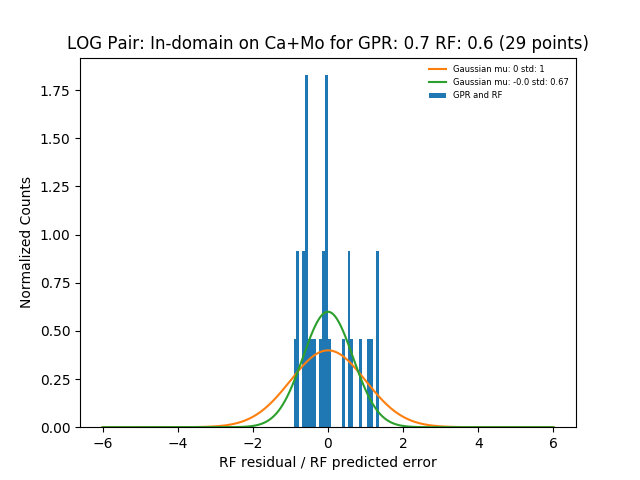 LOG Pair: In-domain on Ca+Mo for GPR: 0.7 RF: 0.6 (29 points)
Gaussian mu: 0 std: 1
Gaussian mu: -0.0 std: 0.67
GPR and RF
Normalized Counts
1.75
1.50
1.25
1.00
0.75
0.50
0.25
0.00
−6 −4 −2 0 2 4 6
RF residual / RF predicted error